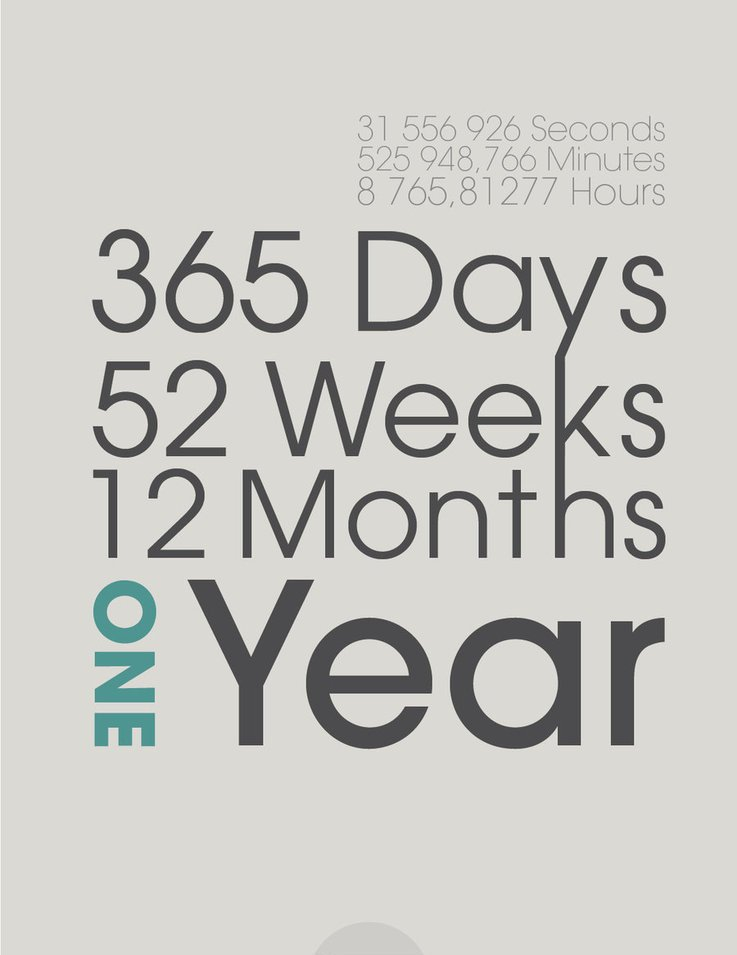 31 556 926 Seconds
525 948,766 Minutes
8 765,81277 Hours
365 Days
52 Weeks
12 Months
ONE Year